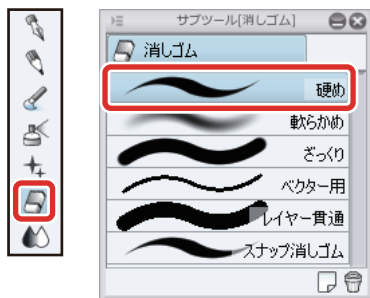 サブツール[消しゴム]
消しゴム
硬め
軟らかめ
ざっくり
ベクター用
レイヤー貫通
スナップ消しゴム